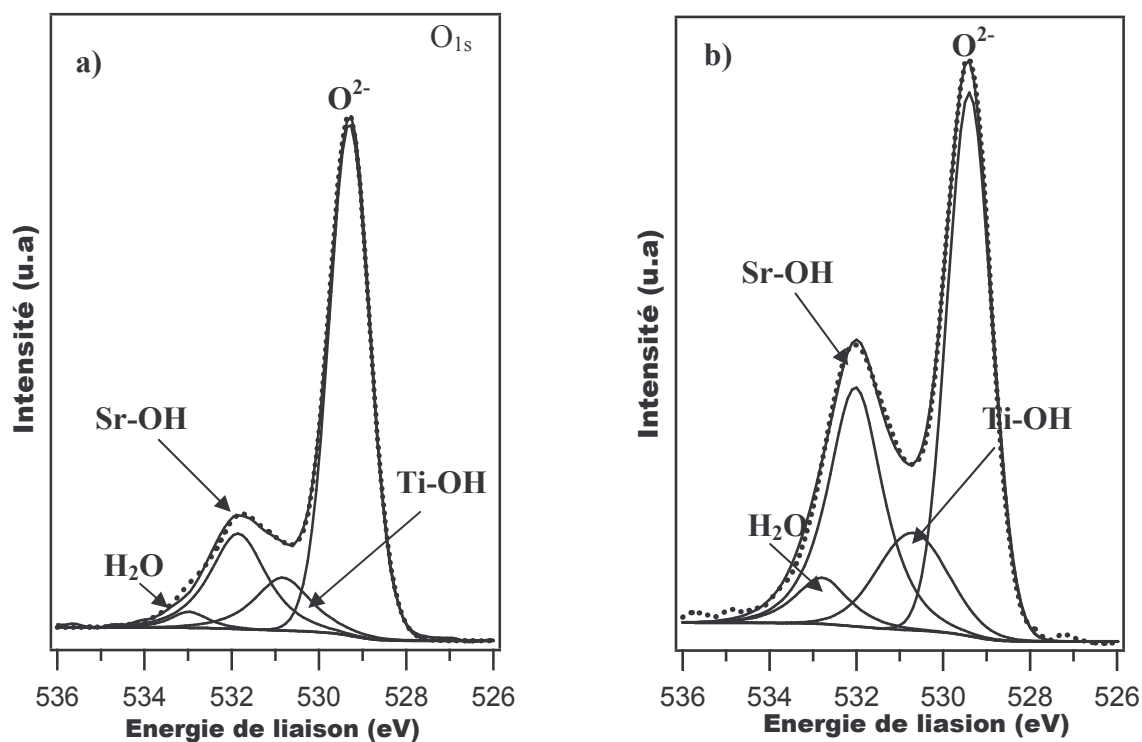 a)
O1s
O2-
Sr-OH
Ti-OH
H2O
Intensité (u.a)
536 534 532 530 528 526
Energie de liaison (eV)
b)
O2-
Sr-OH
Ti-OH
H2O
Intensité (u.a)
536 534 532 530 528 526
Energie de liasion (eV)